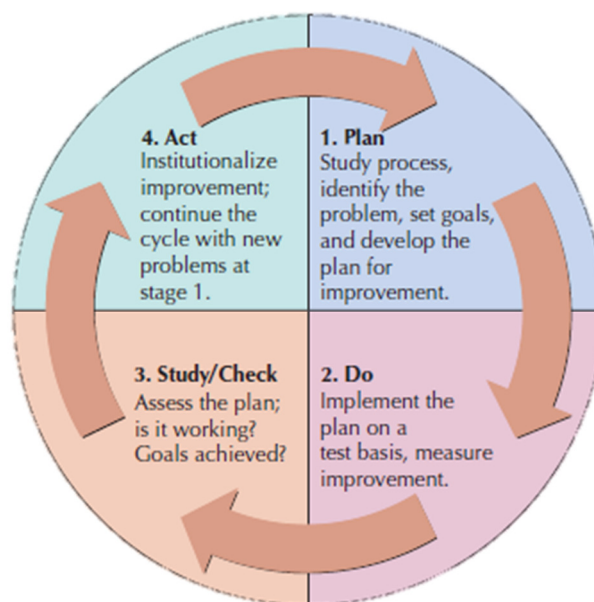 1. Plan
Study process,
identify the
problem, set goals,
and develop the
plan for
improvement.
2. Do
Implement the
plan on a
test basis, measure
improvement.
3. Study/Check
Assess the plan;
is it working?
Goals achieved?
4. Act
Institutionalize
improvement;
continue the
cycle with new
problems at
stage 1.